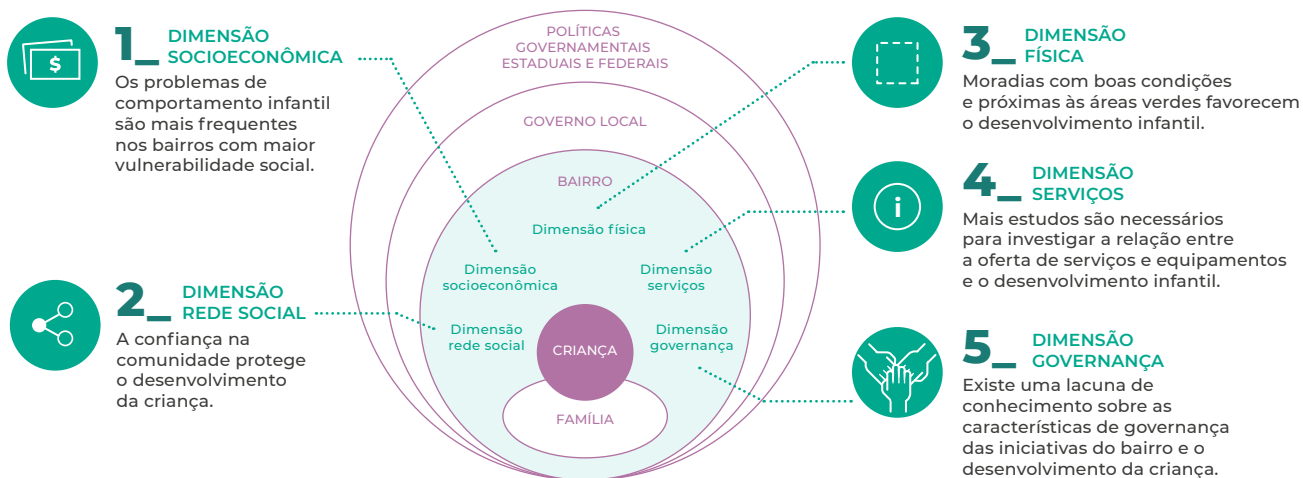 1_ DIMENSÃO
SOCIOECONÔMICA
Os problemas de
comportamento infantil
são mais frequentes
nos bairros com maior
vulnerabilidade social.
2_ DIMENSÃO
REDE SOCIAL
A confiança na
comunidade protege
o desenvolvimento
da criança.
POLÍTICAS
GOVERNAMENTAIS
ESTADUAIS E FEDERAIS
GOVERNO LOCAL
BAIRRO
Dimensão física
Dimensão
socioeconômica
Dimensão
serviços
Dimensão
rede social
Dimensão
governança
CRIANÇA
FAMÍLIA
3_ DIMENSÃO
FÍSICA
Moradias com boas condições
e próximas às áreas verdes favorecem
o desenvolvimento infantil.
4_ DIMENSÃO
SERVIÇOS
Mais estudos são necessários
para investigar a relação entre
a oferta de serviços e equipamentos
e o desenvolvimento infantil.
5_ DIMENSÃO
GOVERNANÇA
Existe uma lacuna de
conhecimento sobre as
características de governança
das iniciativas do bairro e o
desenvolvimento da criança.
$
i